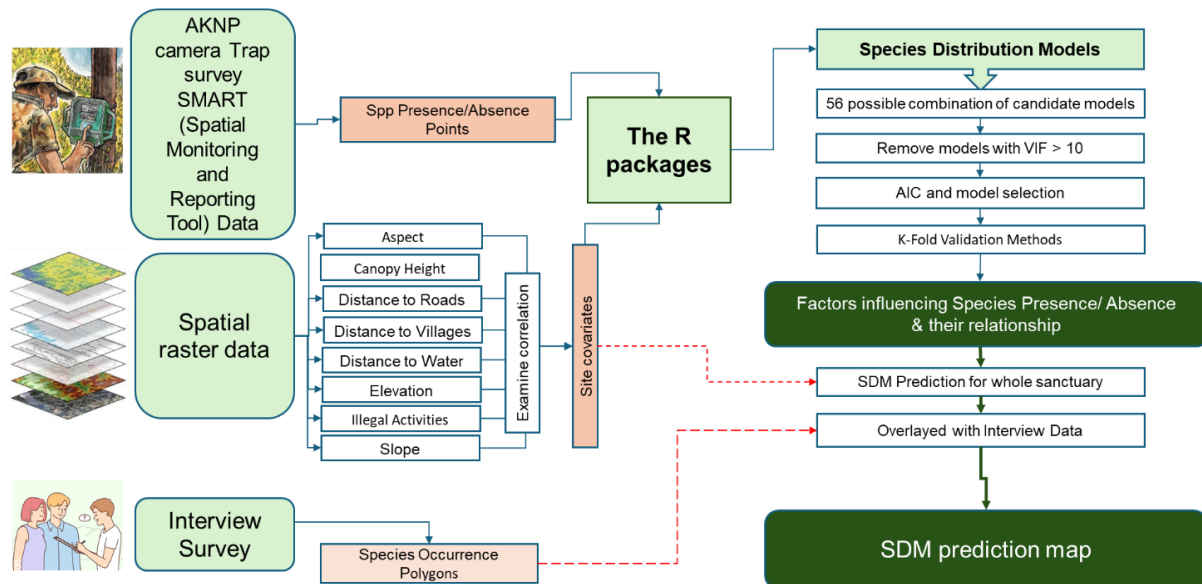 AKNP
camera Trap
survey
SMART
(Spatial
Monitoring
and
Reporting
Tool) Data
Spp Presence/Absence
Points
The R
packages
Species Distribution Models
56 possible combination of candidate models
Remove models with VIF > 10
AIC and model selection
K-Fold Validation Methods
Factors influencing Species Presence/ Absence
& their relationship
SDM Prediction for whole sanctuary
Overlayed with Interview Data
SDM prediction map
Spatial
raster data
Aspect
Canopy Height
Distance to Roads
Distance to Villages
Distance to Water
Elevation
Illegal Activities
Slope
Examine correlation
Site covariates
Interview
Survey
Species Occurrence
Polygons